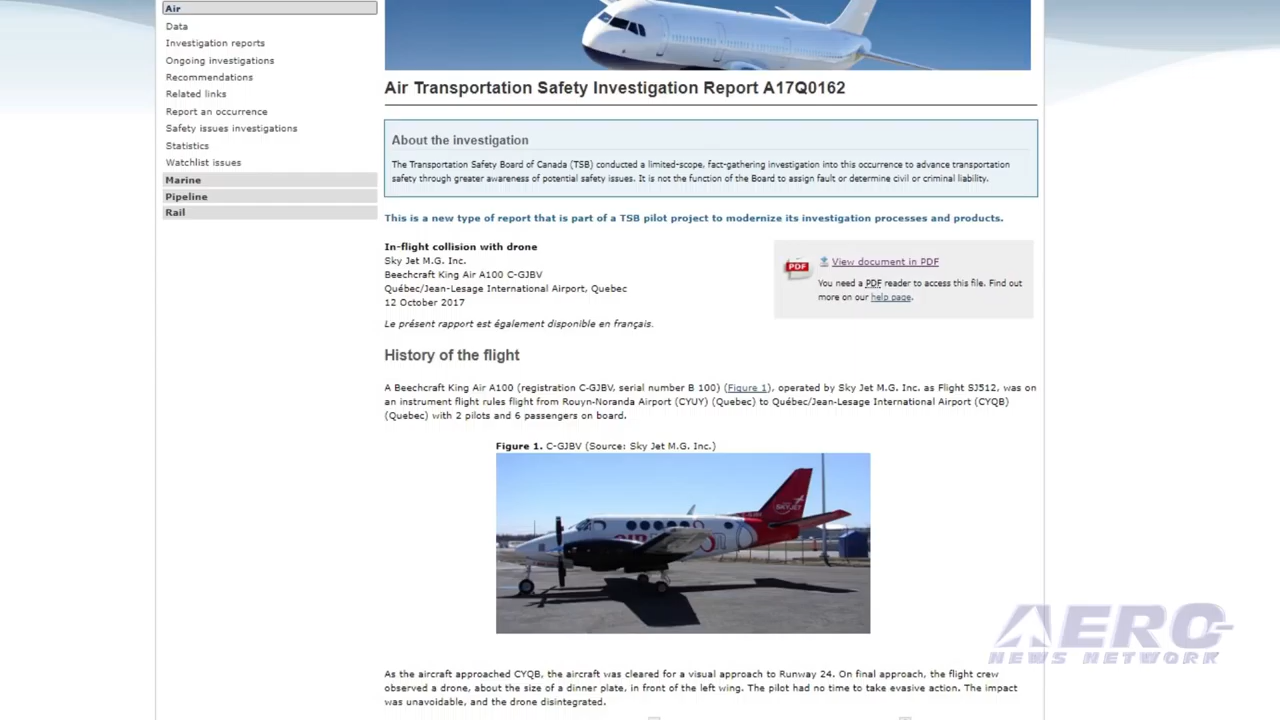 Air
Data
Investigation reports
Ongoing investigations
Recommendations
Related links
Report an occurrence
Safety issues investigations
Statistics
Watchlist issues
Marine
Pipeline
Rail
Air Transportation Safety Investigation Report A17Q0162
About the investigation
The Transportation Safety Board of Canada (TSB) conducted a limited-scope, fact-gathering investigation into this occurrence to advance transportation
safety through greater awareness of potential safety issues. It is not the function of the Board to assign fault or determine civil or criminal liability.
This is a new type of report that is part of a TSB pilot project to modernize its investigation processes and products.
In-flight collision with drone
Sky Jet M.G. Inc.
Beechcraft King Air A100 C-GJBV
Québec/Jean-Lesage International Airport, Quebec
12 October 2017
Le présent rapport est également disponible en français.
PDF
View document in PDF
You need a PDF reader to access this file. Find out
more on our help page.
History of the flight
A Beechcraft King Air A100 (registration C-GJBV, serial number B 100) (Figure 1), operated by Sky Jet M.G. Inc. as Flight SJ512, was on
an instrument flight rules flight from Rouyn-Noranda Airport (CYUY) (Quebec) to Québec/Jean-Lesage International Airport (CYQB)
(Quebec) with 2 pilots and 6 passengers on board.
Figure 1. C-GJBV (Source: Sky Jet M.G. Inc.)
SKYJET
AERO-
NEWS NETWORK
As the aircraft approached CYQB, the aircraft was cleared for a visual approach to Runway 24. On final approach, the flight crew
observed a drone, about the size of a dinner plate, in front of the left wing. The pilot had no time to take evasive action. The impact
was unavoidable, and the drone disintegrated.